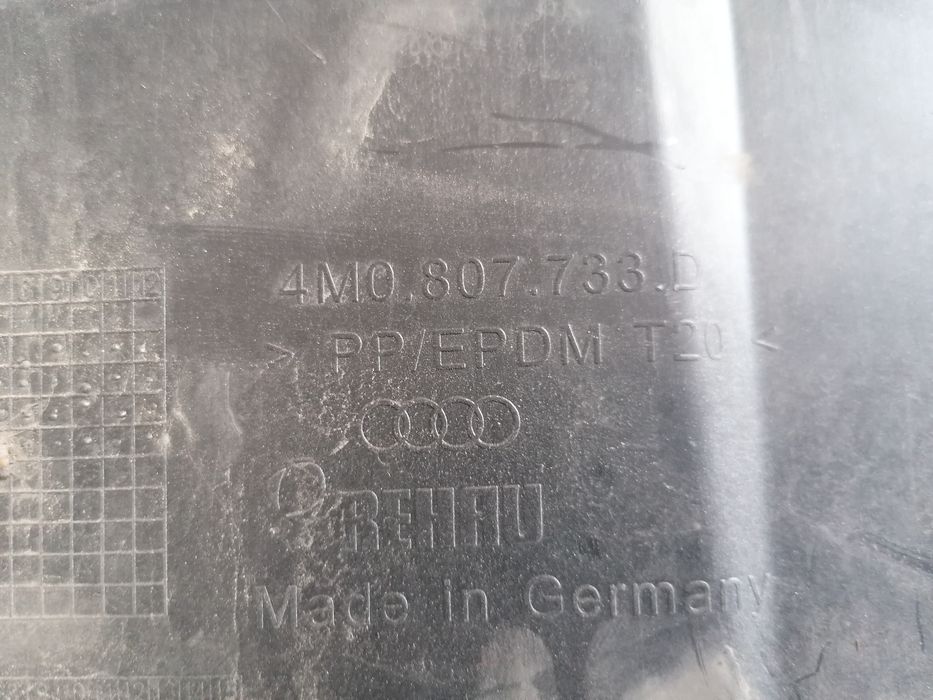 4M0.807.733.D
> PP/EPDM T20 <
REHAU
Made in Germany